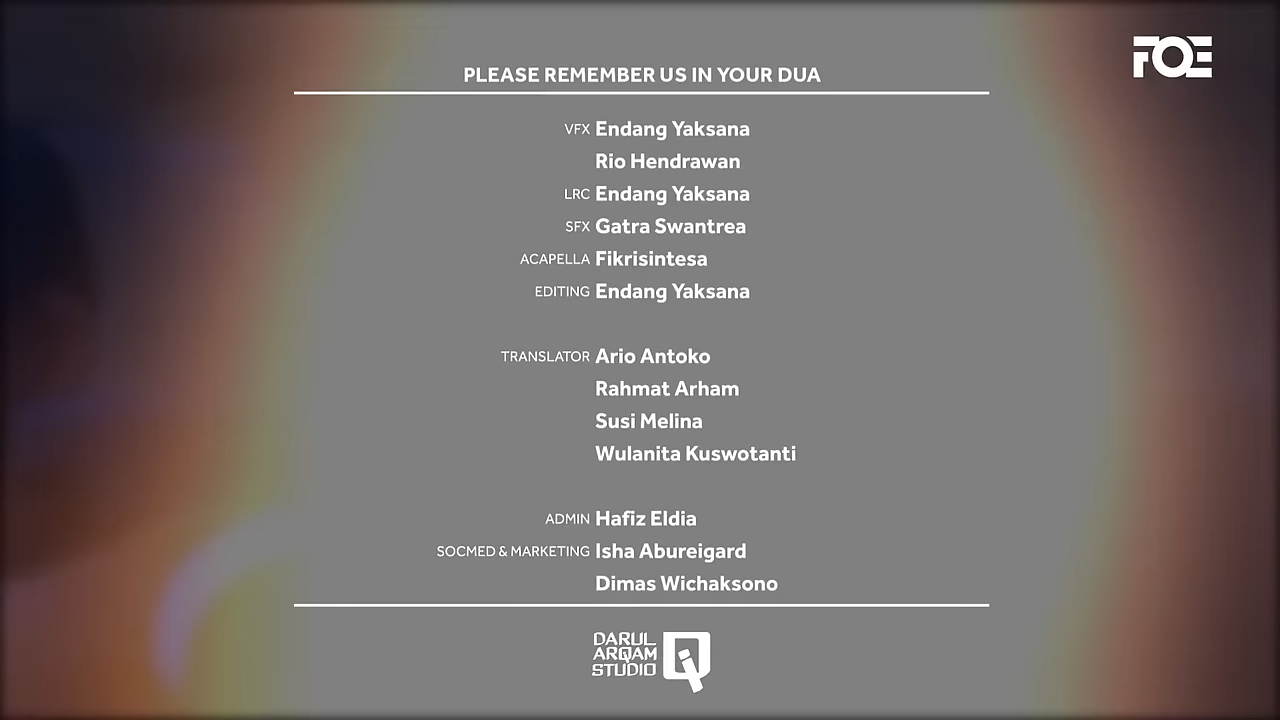 FOE
PLEASE REMEMBER US IN YOUR DUA
VFX Endang Yaksana
Rio Hendrawan
LRC Endang Yaksana
SFX Gatra Swantrea
ACAPELLA Fikrisintesa
EDITING Endang Yaksana
TRANSLATOR Ario Antoko
Rahmat Arham
Susi Melina
Wulanita Kuswotanti
ADMIN Hafiz Eldia
SOCMED & MARKETING Isha Abureigard
Dimas Wichaksono
DARUL
ARQAM
STUDIO